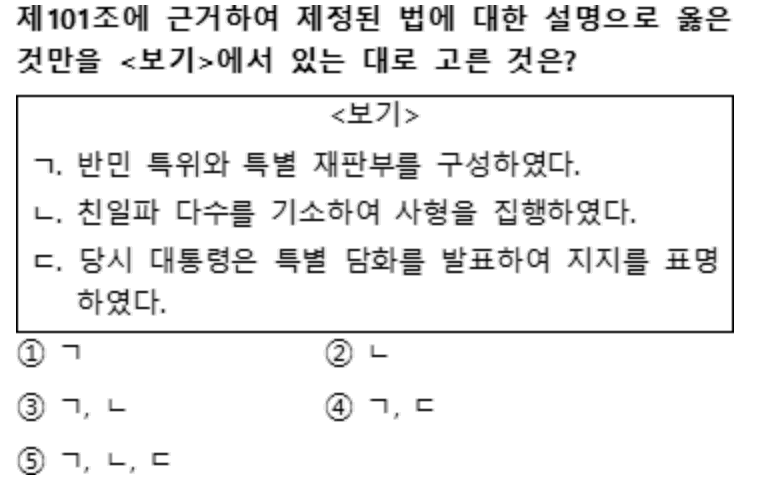 제101조에 근거하여 제정된 법에 대한 설명으로 옳은
것만을 <보기>에서 있는 대로 고른 것은?
<보기>
ㄱ. 반민 특위와 특별 재판부를 구성하였다.
ㄴ. 친일파 다수를 기소하여 사형을 집행하였다.
ㄷ. 당시 대통령은 특별 담화를 발표하여 지지를 표명
하였다.
① ㄱ ② ㄴ
③ ㄱ, ㄴ ④ ㄱ, ㄷ
⑤ ㄱ, ㄴ, ㄷ